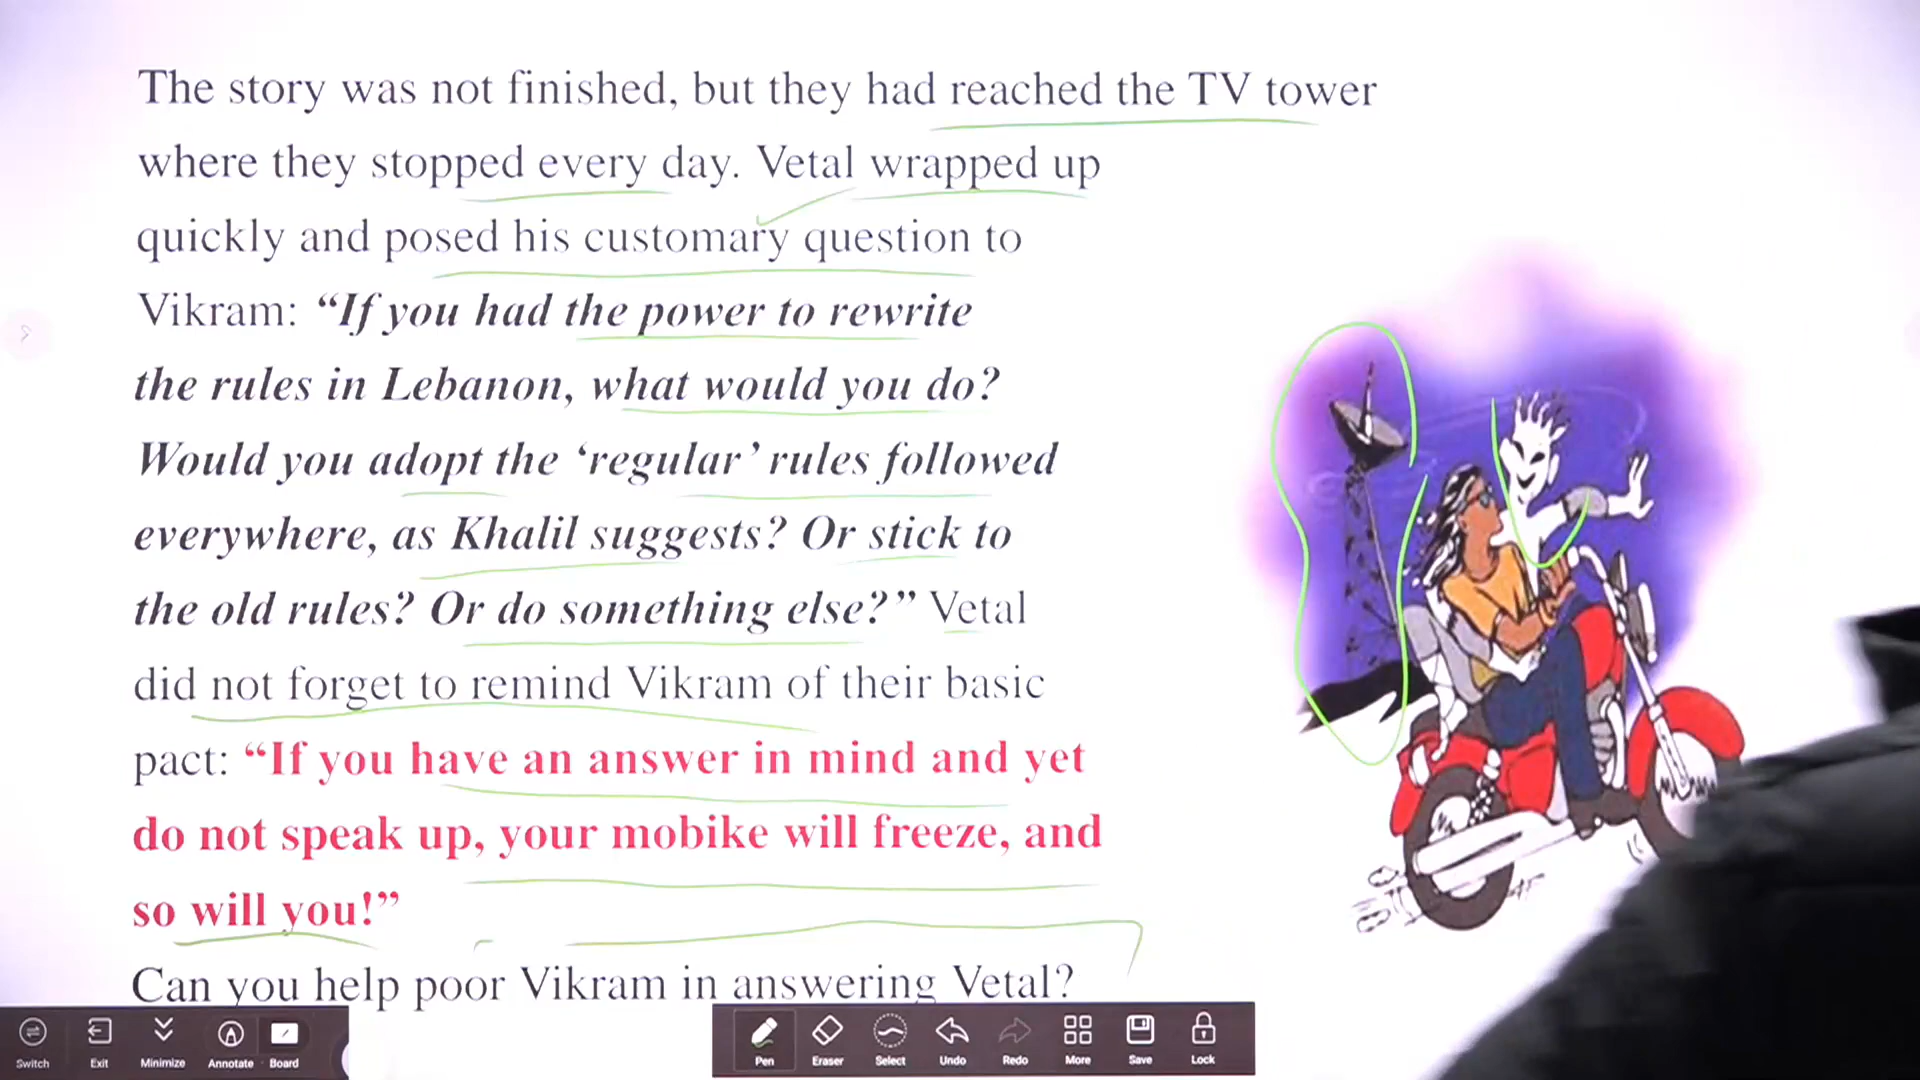 The story was not finished, but they had reached the TV tower
where they stopped every day. Vetal wrapped up
quickly and posed his customary question to
Vikram: “If you had the power to rewrite
the rules in Lebanon, what would you do?
Would you adopt the ‘regular’ rules followed
everywhere, as Khalil suggests? Or stick to
the old rules? Or do something else?” Vetal
did not forget to remind Vikram of their basic
pact: “If you have an answer in mind and yet
do not speak up, your mobike will freeze, and
so will you!”
Can you help poor Vikram in answering Vetal?
Switch Exit Minimize Annotate Board Pen Eraser Select Undo Redo More Save Lock